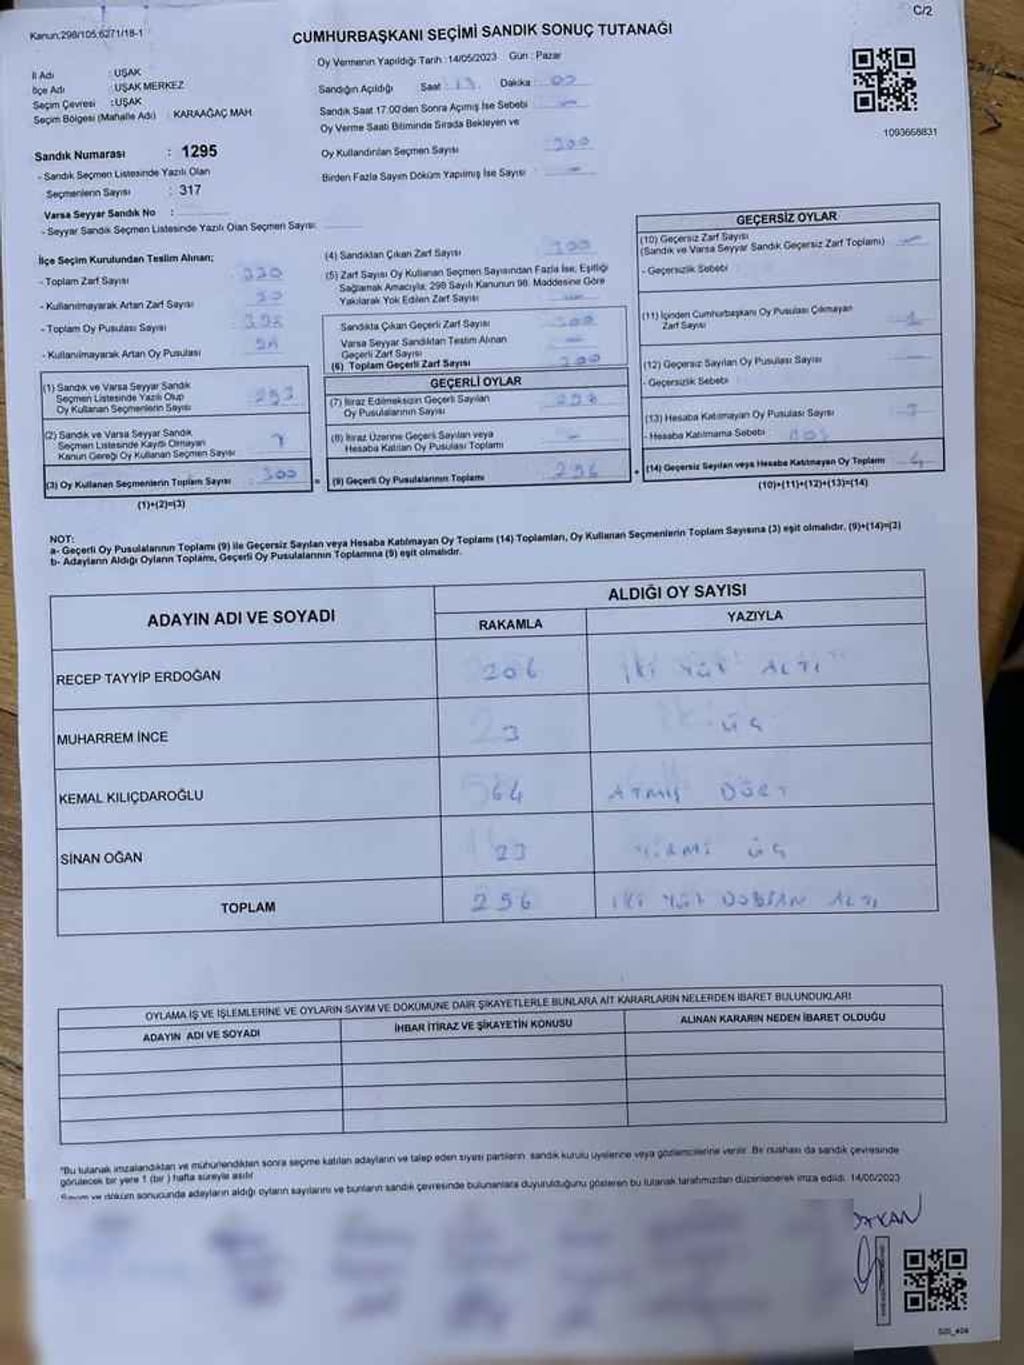 C/2
Kanun:298/105,6271/18-1
CUMHURBAŞKANI SEÇİMİ SANDIK SONUÇ TUTANAĞI
Oy Vermenin Yapıldığı Tarih : 14/05/2023 Gün : Pazar
İl Adı : UŞAK
İlçe Adı : UŞAK MERKEZ
Seçim Çevresi : UŞAK
Seçim Bölgesi (Mahalle Adı) : KARAAĞAÇ MAH
Sandık Numarası : 1295
- Sandık Seçmen Listesinde Yazılı Olan
Seçmenlerin Sayısı : 317
Varsa Seyyar Sandık No :
- Seyyar Sandık Seçmen Listesinde Yazılı Olan Seçmen Sayısı:
Sandığın Açıldığı Saat : Dakika : 00
Sandık Saat 17.00'den Sonra Açımış İse Sebebi : -
Oy Verme Saati Bitiminde Sırada Bekleyen ve
Oy Kullandırılan Seçmen Sayısı :
Birden Fazla Sayım Döküm Yapılmış İse Sayısı : -
1093668831
İlçe Seçim Kurulundan Teslim Alınan;
- Toplam Zarf Sayısı : 330
- Kullanılmayarak Artan Zarf Sayısı : 30
- Toplam Oy Pusulası Sayısı :
- Kullanılmayarak Artan Oy Pusulası :
(1) Sandık ve Varsa Seyyar Sandık
Seçmen Listesinde Yazılı Olup
Oy Kullanan Seçmenlerin Sayısı : 293
(2) Sandık ve Varsa Seyyar Sandık
Seçmen Listesinde Kaydı Olmayan
Kanun Gereği Oy Kullanan Seçmen Sayısı : 7
(3) Oy Kullanan Seçmenlerin Toplam Sayısı : 300
(1)+(2)=(3)
(4) Sandıktan Çıkan Zarf Sayısı : 300
(5) Zarf Sayısı Oy Kullanan Seçmen Sayısından Fazla İse, Eşitliği
Sağlamak Amacıyla, 298 Sayılı Kanunun 98. Maddesine Göre
Yakılarak Yok Edilen Zarf Sayısı : -
Sandıkta Çıkan Geçerli Zarf Sayısı : 300
Varsa Seyyar Sandıktan Teslim Alınan
Geçerli Zarf Sayısı : -
(6) Toplam Geçerli Zarf Sayısı : 300
GEÇERLİ OYLAR
(7) İtiraz Edilmeksizin Geçerli Sayılan
Oy Pusulalarının Sayısı :
(8) İtiraz Üzerine Geçerli Sayılan veya
Hesaba Katılan Oy Pusulası Toplamı : -
(9) Geçerli Oy Pusulalarının Toplamı : 296
GEÇERSİZ OYLAR
(10) Geçersiz Zarf Sayısı
(Sandık ve Varsa Seyyar Sandık Geçersiz Zarf Toplamı) : -
- Geçersizlik Sebebi :
(11) İçinden Cumhurbaşkanı Oy Pusulası Çıkmayan
Zarf Sayısı : 1
(12) Geçersiz Sayılan Oy Pusulası Sayısı : -
- Geçersizlik Sebebi :
(13) Hesaba Katılmayan Oy Pusulası Sayısı : 3
- Hesaba Katılmama Sebebi :
(14) Geçersiz Sayılan veya Hesaba Katılmayan Oy Toplamı : 4
(10)+(11)+(12)+(13)=(14)
NOT:
a- Geçerli Oy Pusulalarının Toplamı (9) ile Geçersiz Sayılan veya Hesaba Katılmayan Oy Toplamı (14) Toplamları, Oy Kullanan Seçmenlerin Toplam Sayısına (3) eşit olmalıdır. (9)+(14)=(3)
b- Adayların Aldığı Oyların Toplamı, Geçerli Oy Pusulalarının Toplamına (9) eşit olmalıdır.
ADAYIN ADI VE SOYADI
ALDIĞI OY SAYISI
RAKAMLA YAZIYLA
RECEP TAYYİP ERDOĞAN 206 İKİ YÜZ ALTI
MUHARREM İNCE 3 ÜÇ
KEMAL KILIÇDAROĞLU 64 ATMIŞ DÖRT
SİNAN OĞAN 23 YİRMİ ÜÇ
TOPLAM 296 İKİ YÜZ DOKSAN ALTI
OYLAMA İŞ VE İŞLEMLERİNE VE OYLARIN SAYIM VE DÖKÜMÜNE DAİR ŞİKAYETLERLE BUNLARA AİT KARARLARIN NELERDEN İBARET BULUNDUKLARI
ADAYIN ADI VE SOYADI İHBAR İTİRAZ VE ŞİKAYETİN KONUSU ALINAN KARARIN NEDEN İBARET OLDUĞU
"Bu tutanak imzalandıktan ve mühürlendikten sonra seçime katılan adayların ve talep eden siyasi partilerin sandık kurulu üyelerine veya gözlemcilerine verilir. Bir nushası da sandık çevresinde
görülecek bir yere 1 (bir) hafta süreyle asılır
Sayım ve döküm sonucunda adayların aldığı oyların sayılarını ve bunların sandık çevresinde bulunanlara duyurulduğunu gösteren bu tutanak tarafımızdan düzenlenerek imza edildi. 14/05/2023